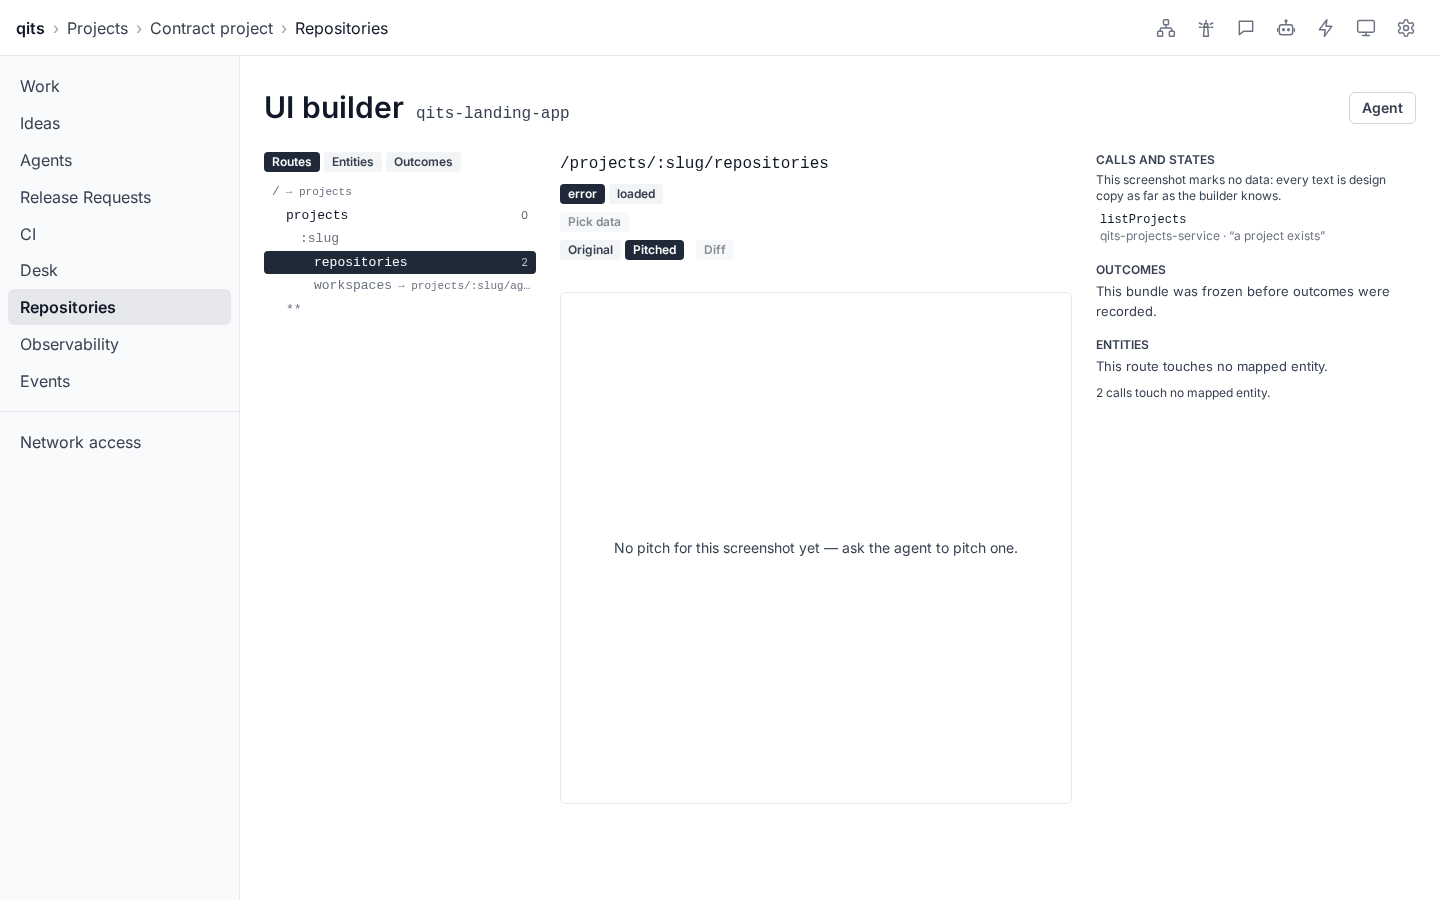 qits › Projects › Contract project › Repositories
Work
Ideas
Agents
Release Requests
CI
Desk
Repositories
Observability
Events
Network access
UI builder qits-landing-app
Agent
Routes Entities Outcomes
/ → projects
projects 0
:slug
repositories 2
workspaces → projects/:slug/ag…
**
/projects/:slug/repositories
error loaded
Pick data
Original Pitched Diff
No pitch for this screenshot yet — ask the agent to pitch one.
CALLS AND STATES
This screenshot marks no data: every text is design
copy as far as the builder knows.
listProjects
qits-projects-service · “a project exists”
OUTCOMES
This bundle was frozen before outcomes were
recorded.
ENTITIES
This route touches no mapped entity.
2 calls touch no mapped entity.